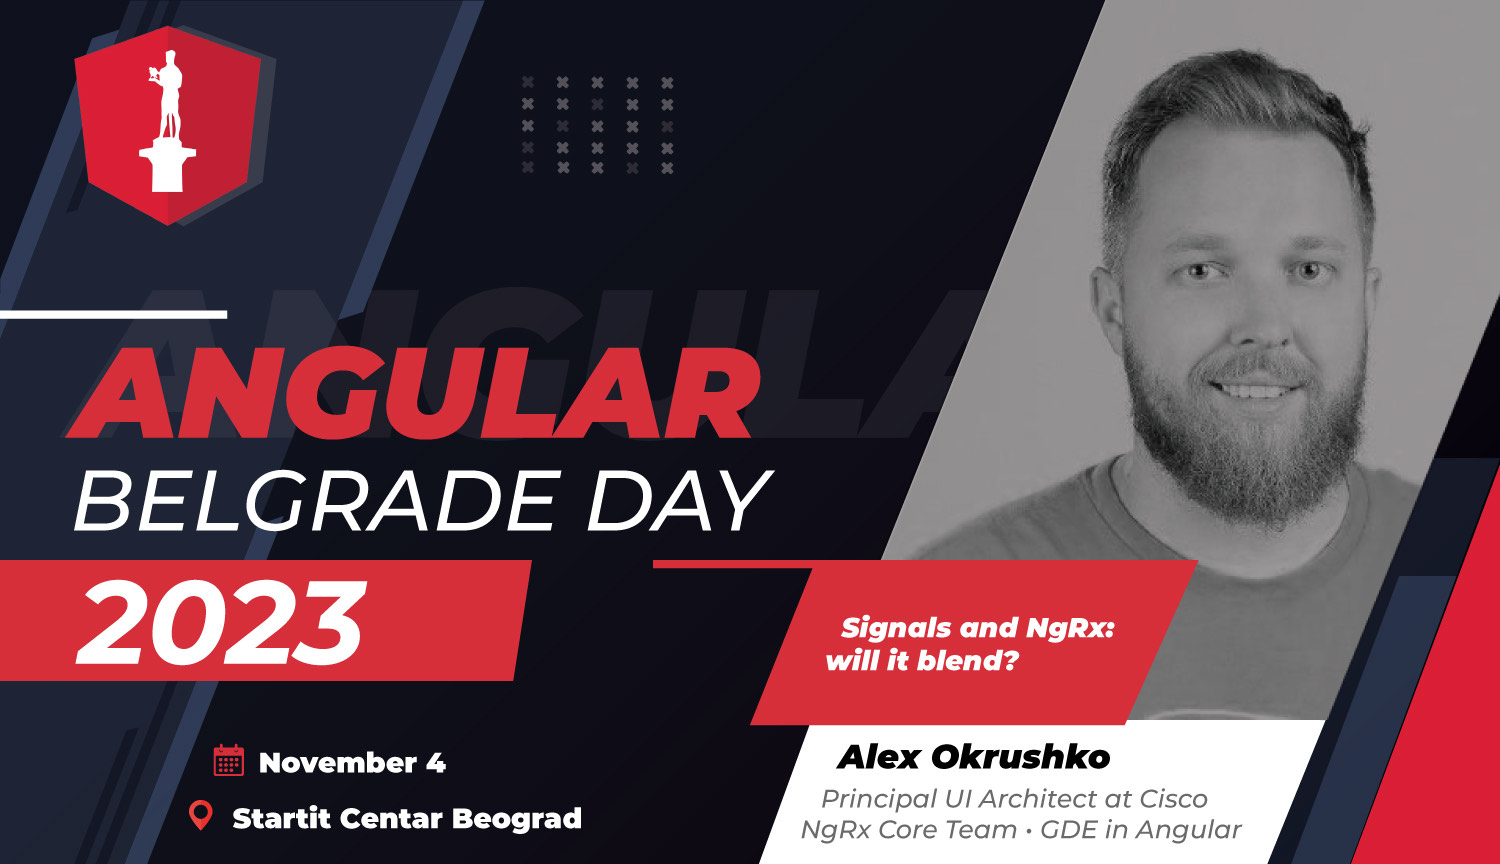 ANGULAR
BELGRADE DAY
2023
November 4
Startit Centar Beograd
Signals and NgRx:
will it blend?
Alex Okrushko
Principal UI Architect at Cisco
NgRx Core Team • GDE in Angular
ANGULA